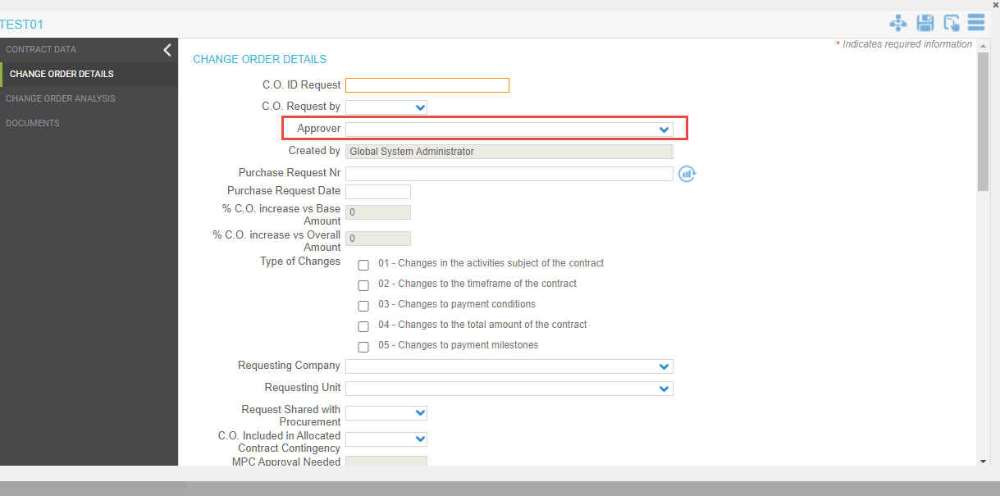 TEST01
CONTRACT DATA
CHANGE ORDER DETAILS
CHANGE ORDER ANALYSIS
DOCUMENTS
* Indicates required information
CHANGE ORDER DETAILS
C.O. ID Request
C.O. Request by
Approver
Created by Global System Administrator
Purchase Request Nr
Purchase Request Date
% C.O. increase vs Base
Amount
0
% C.O. increase vs Overall
Amount
0
Type of Changes
01 - Changes in the activities subject of the contract
02 - Changes to the timeframe of the contract
03 - Changes to payment conditions
04 - Changes to the total amount of the contract
05 - Changes to payment milestones
Requesting Company
Requesting Unit
Request Shared with
Procurement
C.O. Included in Allocated
Contract Contingency
MPC Approval Needed